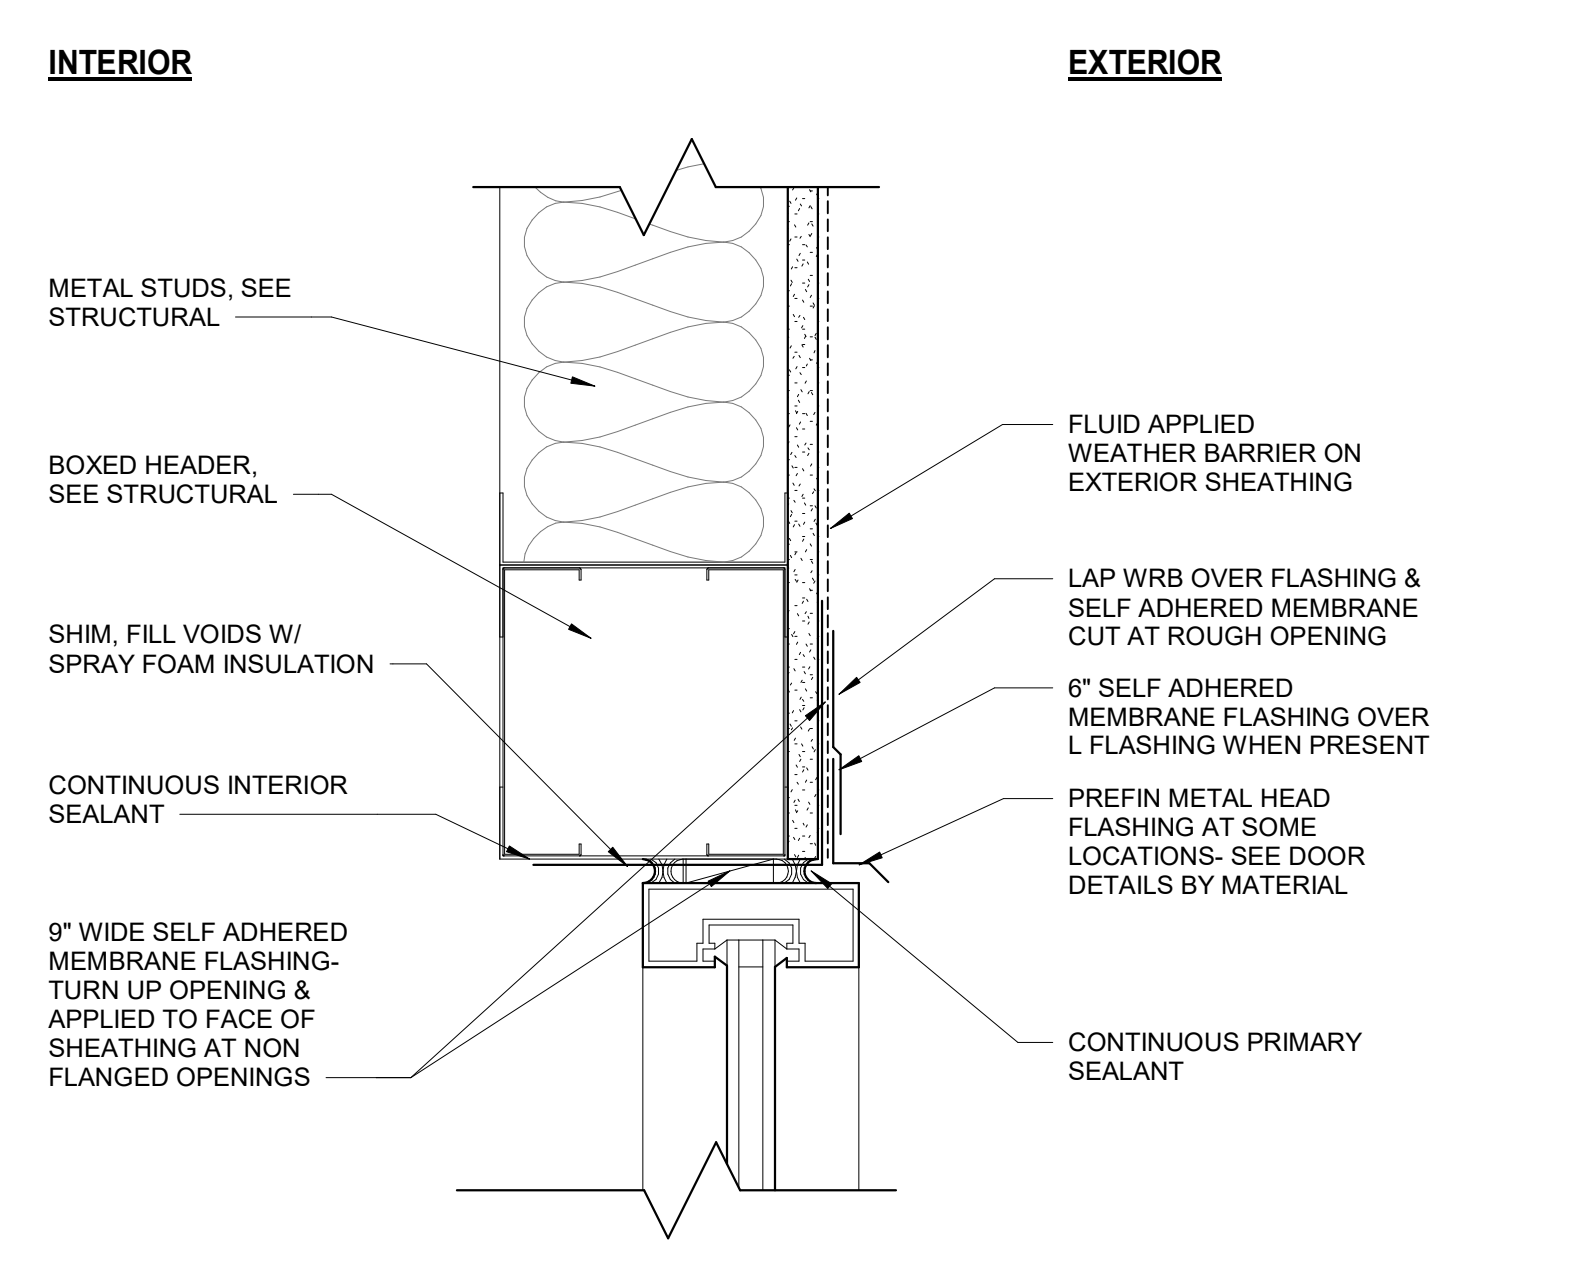 INTERIOR
EXTERIOR
METAL STUDS, SEE
STRUCTURAL
BOXED HEADER,
SEE STRUCTURAL
SHIM, FILL VOIDS W/
SPRAY FOAM INSULATION
CONTINUOUS INTERIOR
SEALANT
9" WIDE SELF ADHERED
MEMBRANE FLASHING-
TURN UP OPENING &
APPLIED TO FACE OF
SHEATHING AT NON
FLANGED OPENINGS
FLUID APPLIED
WEATHER BARRIER ON
EXTERIOR SHEATHING
LAP WRB OVER FLASHING &
SELF ADHERED MEMBRANE
CUT AT ROUGH OPENING
6" SELF ADHERED
MEMBRANE FLASHING OVER
L FLASHING WHEN PRESENT
PREFIN METAL HEAD
FLASHING AT SOME
LOCATIONS- SEE DOOR
DETAILS BY MATERIAL
CONTINUOUS PRIMARY
SEALANT